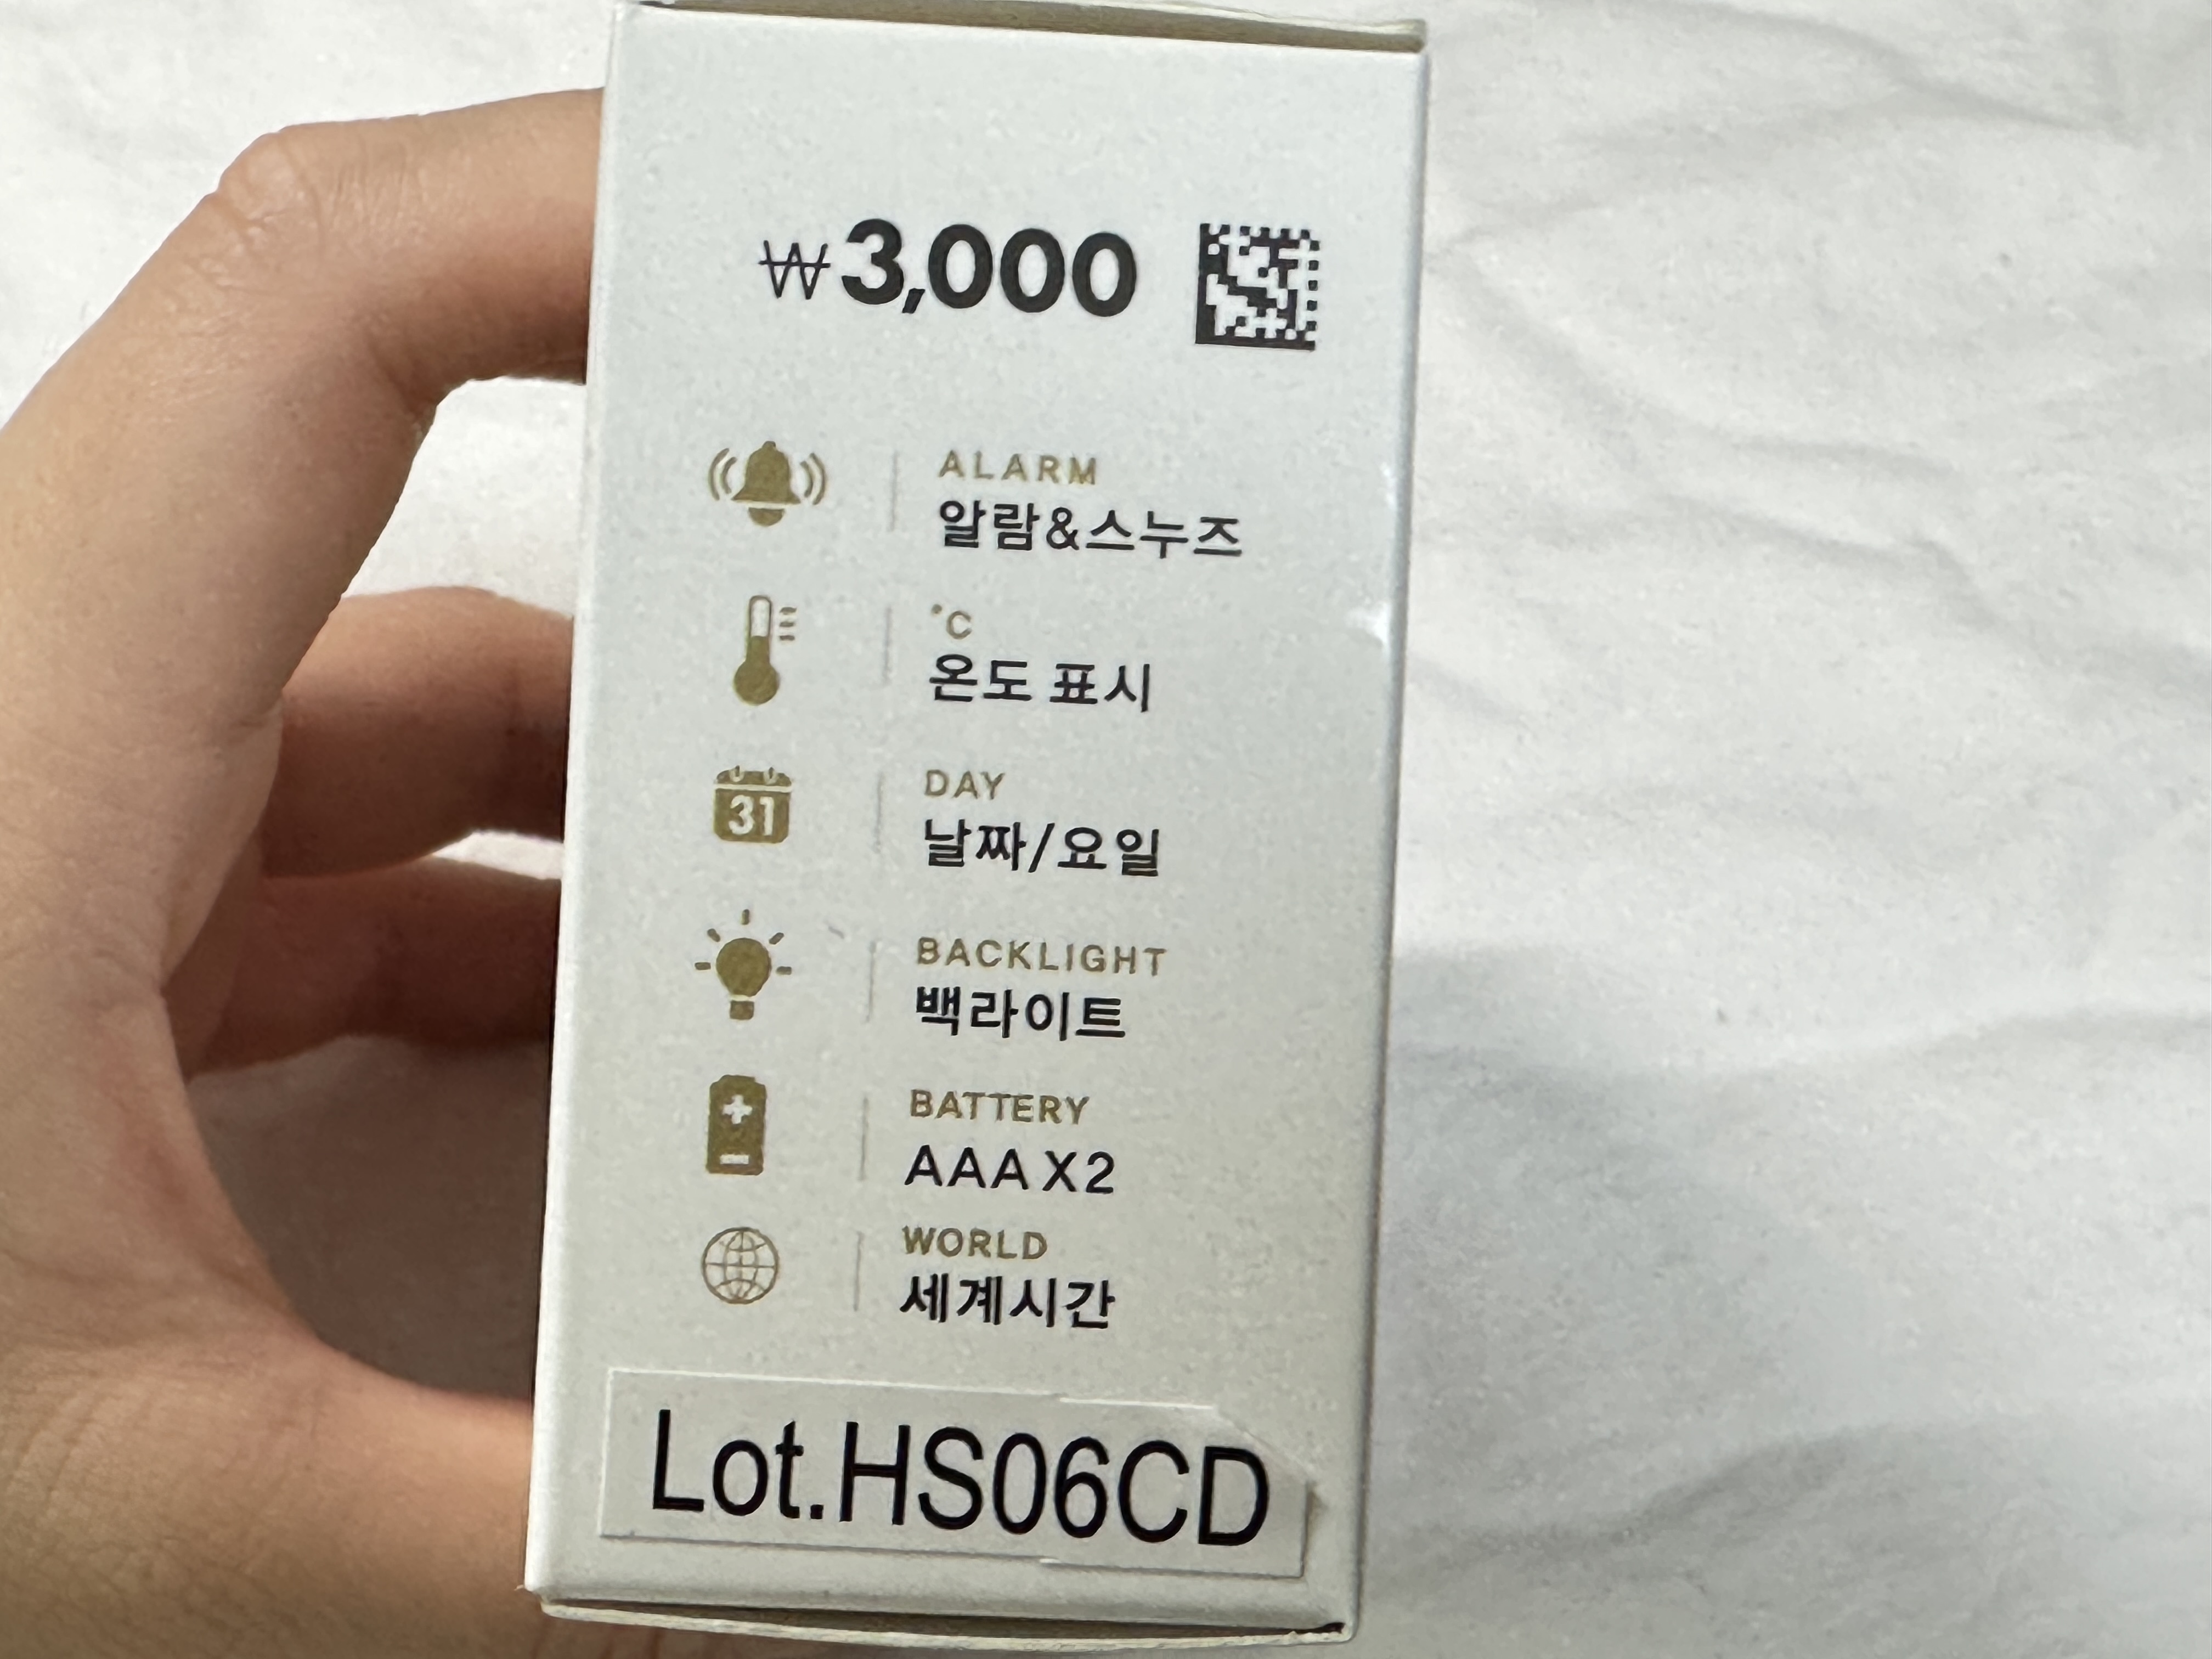 ₩3,000
ALARM
알람&스누즈
°C
온도 표시
31
DAY
날짜/요일
BACKLIGHT
백라이트
BATTERY
AAA X2
WORLD
세계시간
Lot.HS06CD